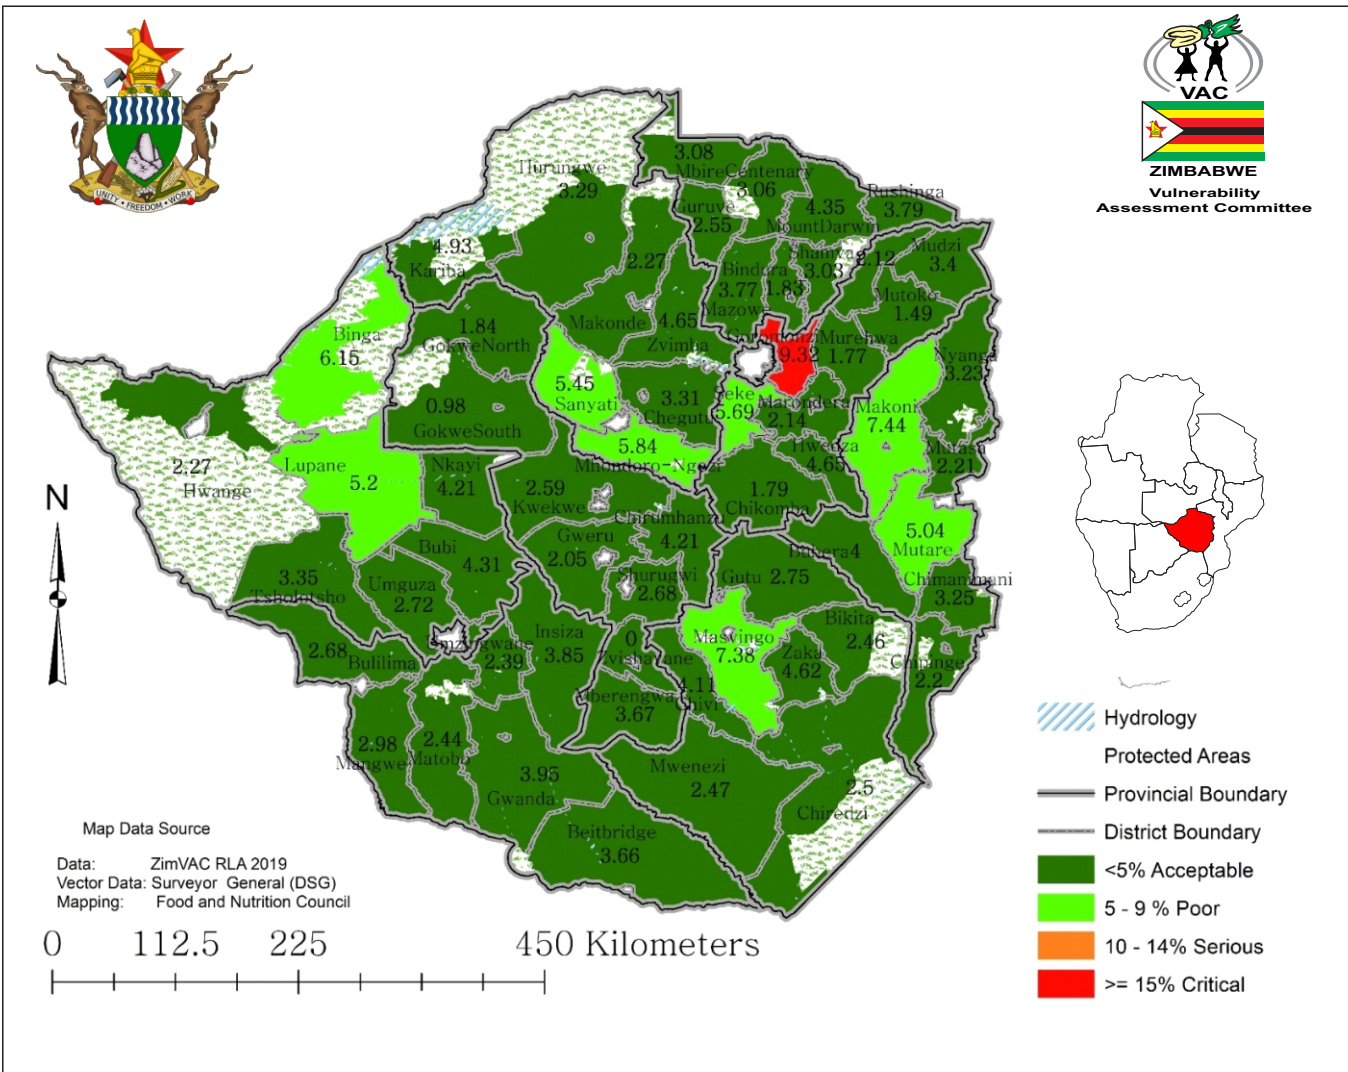 UNITY • FREEDOM • WORK
VAC
ZIMBABWE
Vulnerability
Assessment Committee
3.08
MbireCentenary
Hurungwe
3.29
3.06
Rushinga
3.79
Guruve
2.55
4.35
MountDarwin
4.93
Kariba
2.27
Shamva
3.03
2.12
Mudzi
3.4
Bindura
3.77
1.83
Mazowe
Mutoko
1.49
Binga
6.15
1.84
GokweNorth
Makonde
4.65
Zvimba
Goromonzi
19.32
Murehwa
1.77
Nyanga
3.23
5.45
Sanyati
3.31
Chegutu
Seke
5.69
Marondera
2.14
Makoni
7.44
0.98
GokweSouth
5.84
Mhondoro-Ngezi
Hwedza
4.65
Mutasa
2.21
2.27
Hwange
Lupane
5.2
Nkayi
4.21
2.59
Kwekwe
1.79
Chikomba
Chirumhanzu
4.21
5.04
Mutare
Bubi
4.31
Gweru
2.05
Buhera4
3.35
Tsholotsho
Umguza
2.72
Shurugwi
2.68
Gutu
2.75
Chimanimani
3.25
2.68
Bulilima
Umzingwane
2.39
Insiza
3.85
0
Zvishavane
Masvingo
7.38
Zaka
4.62
Bikita
2.46
Chipinge
2.2
Mberengwa
3.67
4.11
Chivi
2.98
Mangwe
2.44
Matobo
3.95
Gwanda
Mwenezi
2.47
2.5
Chiredzi
Beitbridge
3.66
N
Map Data Source
Data: ZimVAC RLA 2019
Vector Data: Surveyor General (DSG)
Mapping: Food and Nutrition Council
0 112.5 225 450 Kilometers
Hydrology
Protected Areas
Provincial Boundary
District Boundary
<5% Acceptable
5 - 9 % Poor
10 - 14% Serious
>= 15% Critical